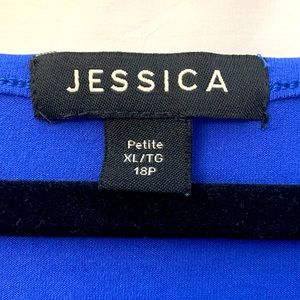 JESSICA
Petite
XL/TG
18P